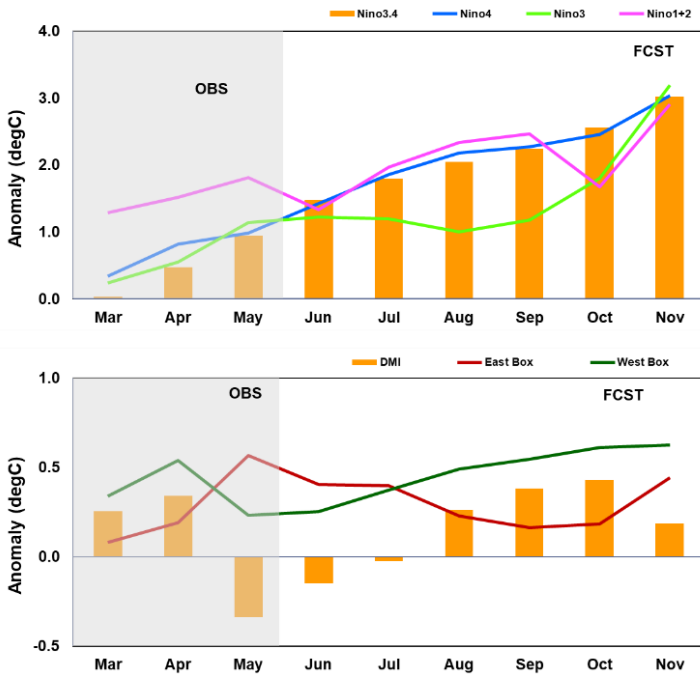 Nino3.4 Nino4 Nino3 Nino1+2
4.0
FCST
OBS
3.0
Anomaly (degC)
2.0
1.0
0.0
Mar Apr May Jun Jul Aug Sep Oct Nov
DMI East Box West Box
1.0
OBS FCST
0.5
Anomaly (degC)
0.0
-0.5
Mar Apr May Jun Jul Aug Sep Oct Nov